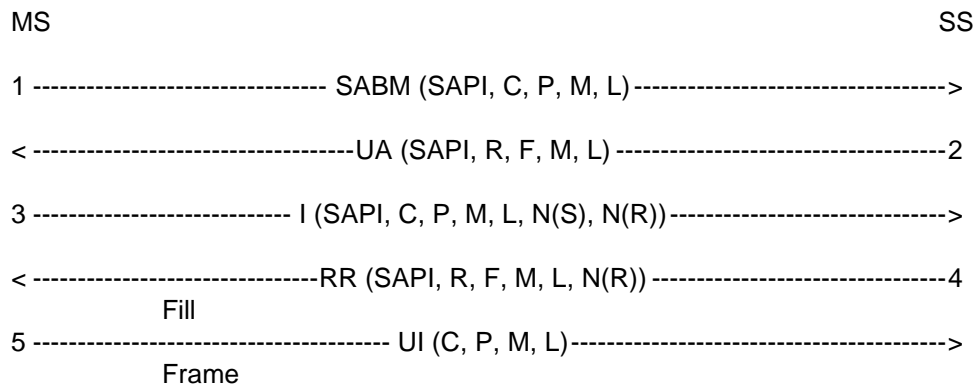 MS SS
1 --------------------------------- SABM (SAPI, C, P, M, L)----------------------------------->
< ------------------------------------UA (SAPI, R, F, M, L) -------------------------------------2
3 ----------------------------- I (SAPI, C, P, M, L, N(S), N(R))------------------------------->
< --------------------------------RR (SAPI, R, F, M, L, N(R)) ---------------------------------4
Fill
5 ---------------------------------------- UI (C, P, M, L)------------------------------------------>
Frame